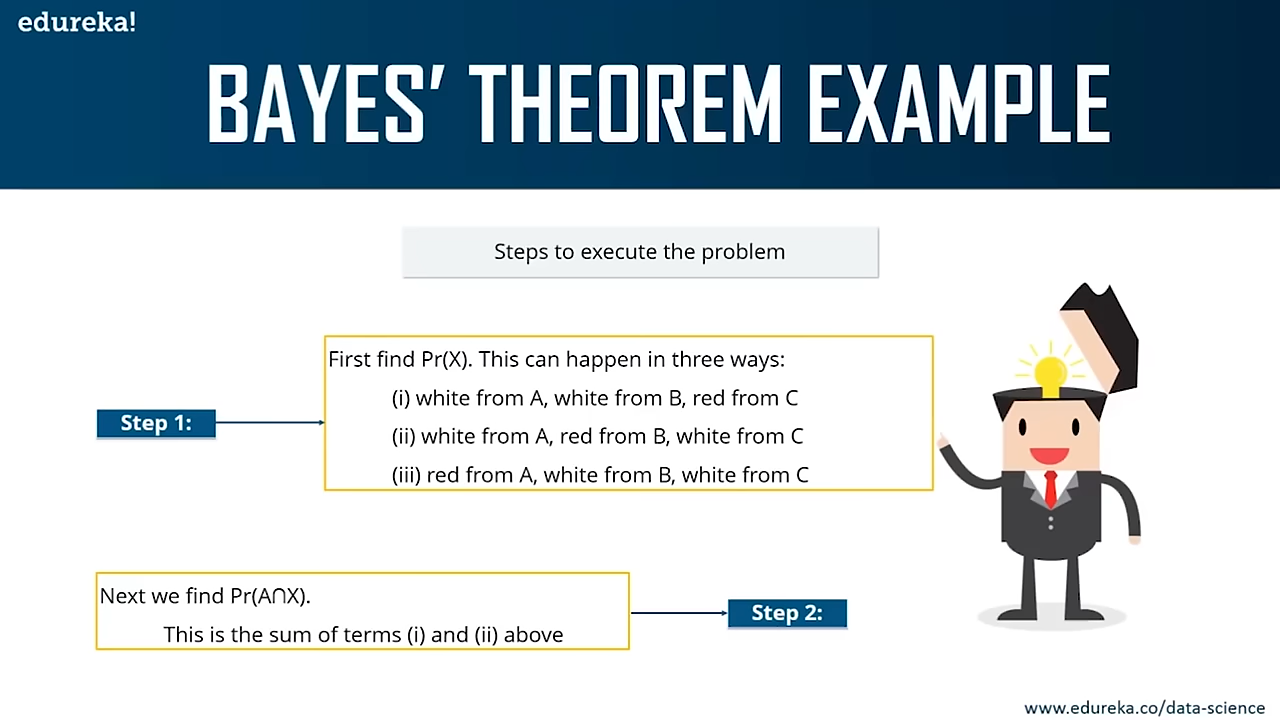 edureka!
BAYES’ THEOREM EXAMPLE
Steps to execute the problem
Step 1:
First find Pr(X). This can happen in three ways:
(i) white from A, white from B, red from C
(ii) white from A, red from B, white from C
(iii) red from A, white from B, white from C
Next we find Pr(A∩X).
This is the sum of terms (i) and (ii) above
Step 2:
www.edureka.co/data-science